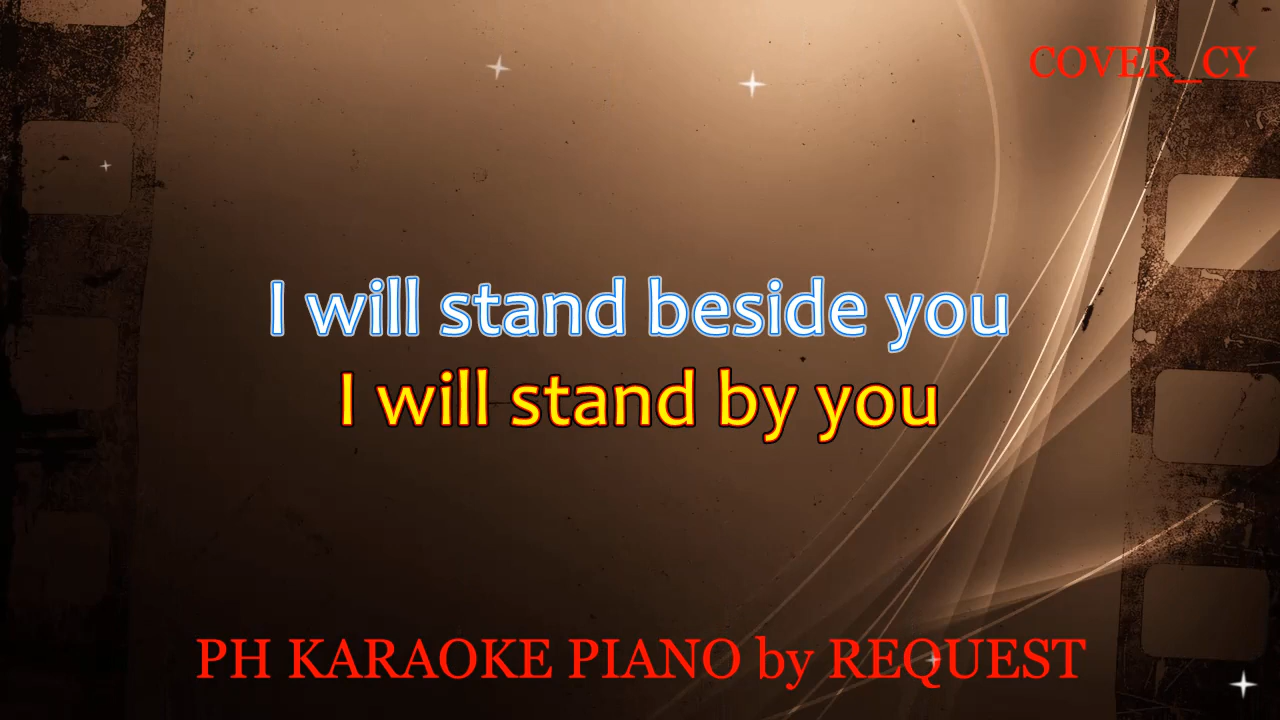 COVER_CY
I will stand beside you
I will stand by you
PH KARAOKE PIANO by REQUEST